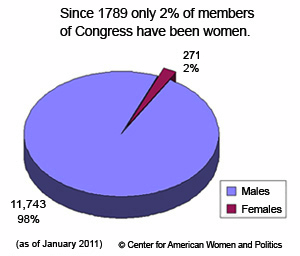 Since 1789 only 2% of members
of Congress have been women.
271
2%
11,743
98%
Males
Females
(as of January 2011) © Center for American Women and Politics